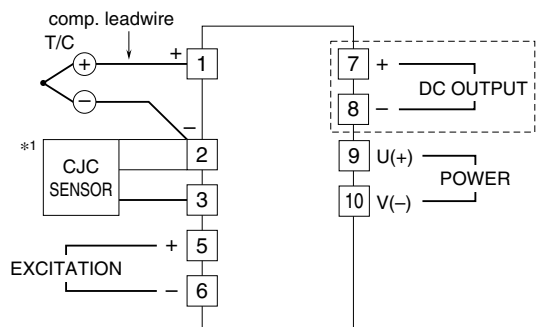 comp. leadwire
T/C
+ + 1
−
− 2
*1
CJC
SENSOR
3
+ 5
EXCITATION
− 6
7 +
DC OUTPUT
8 −
9 U(+)
POWER
10 V(−)